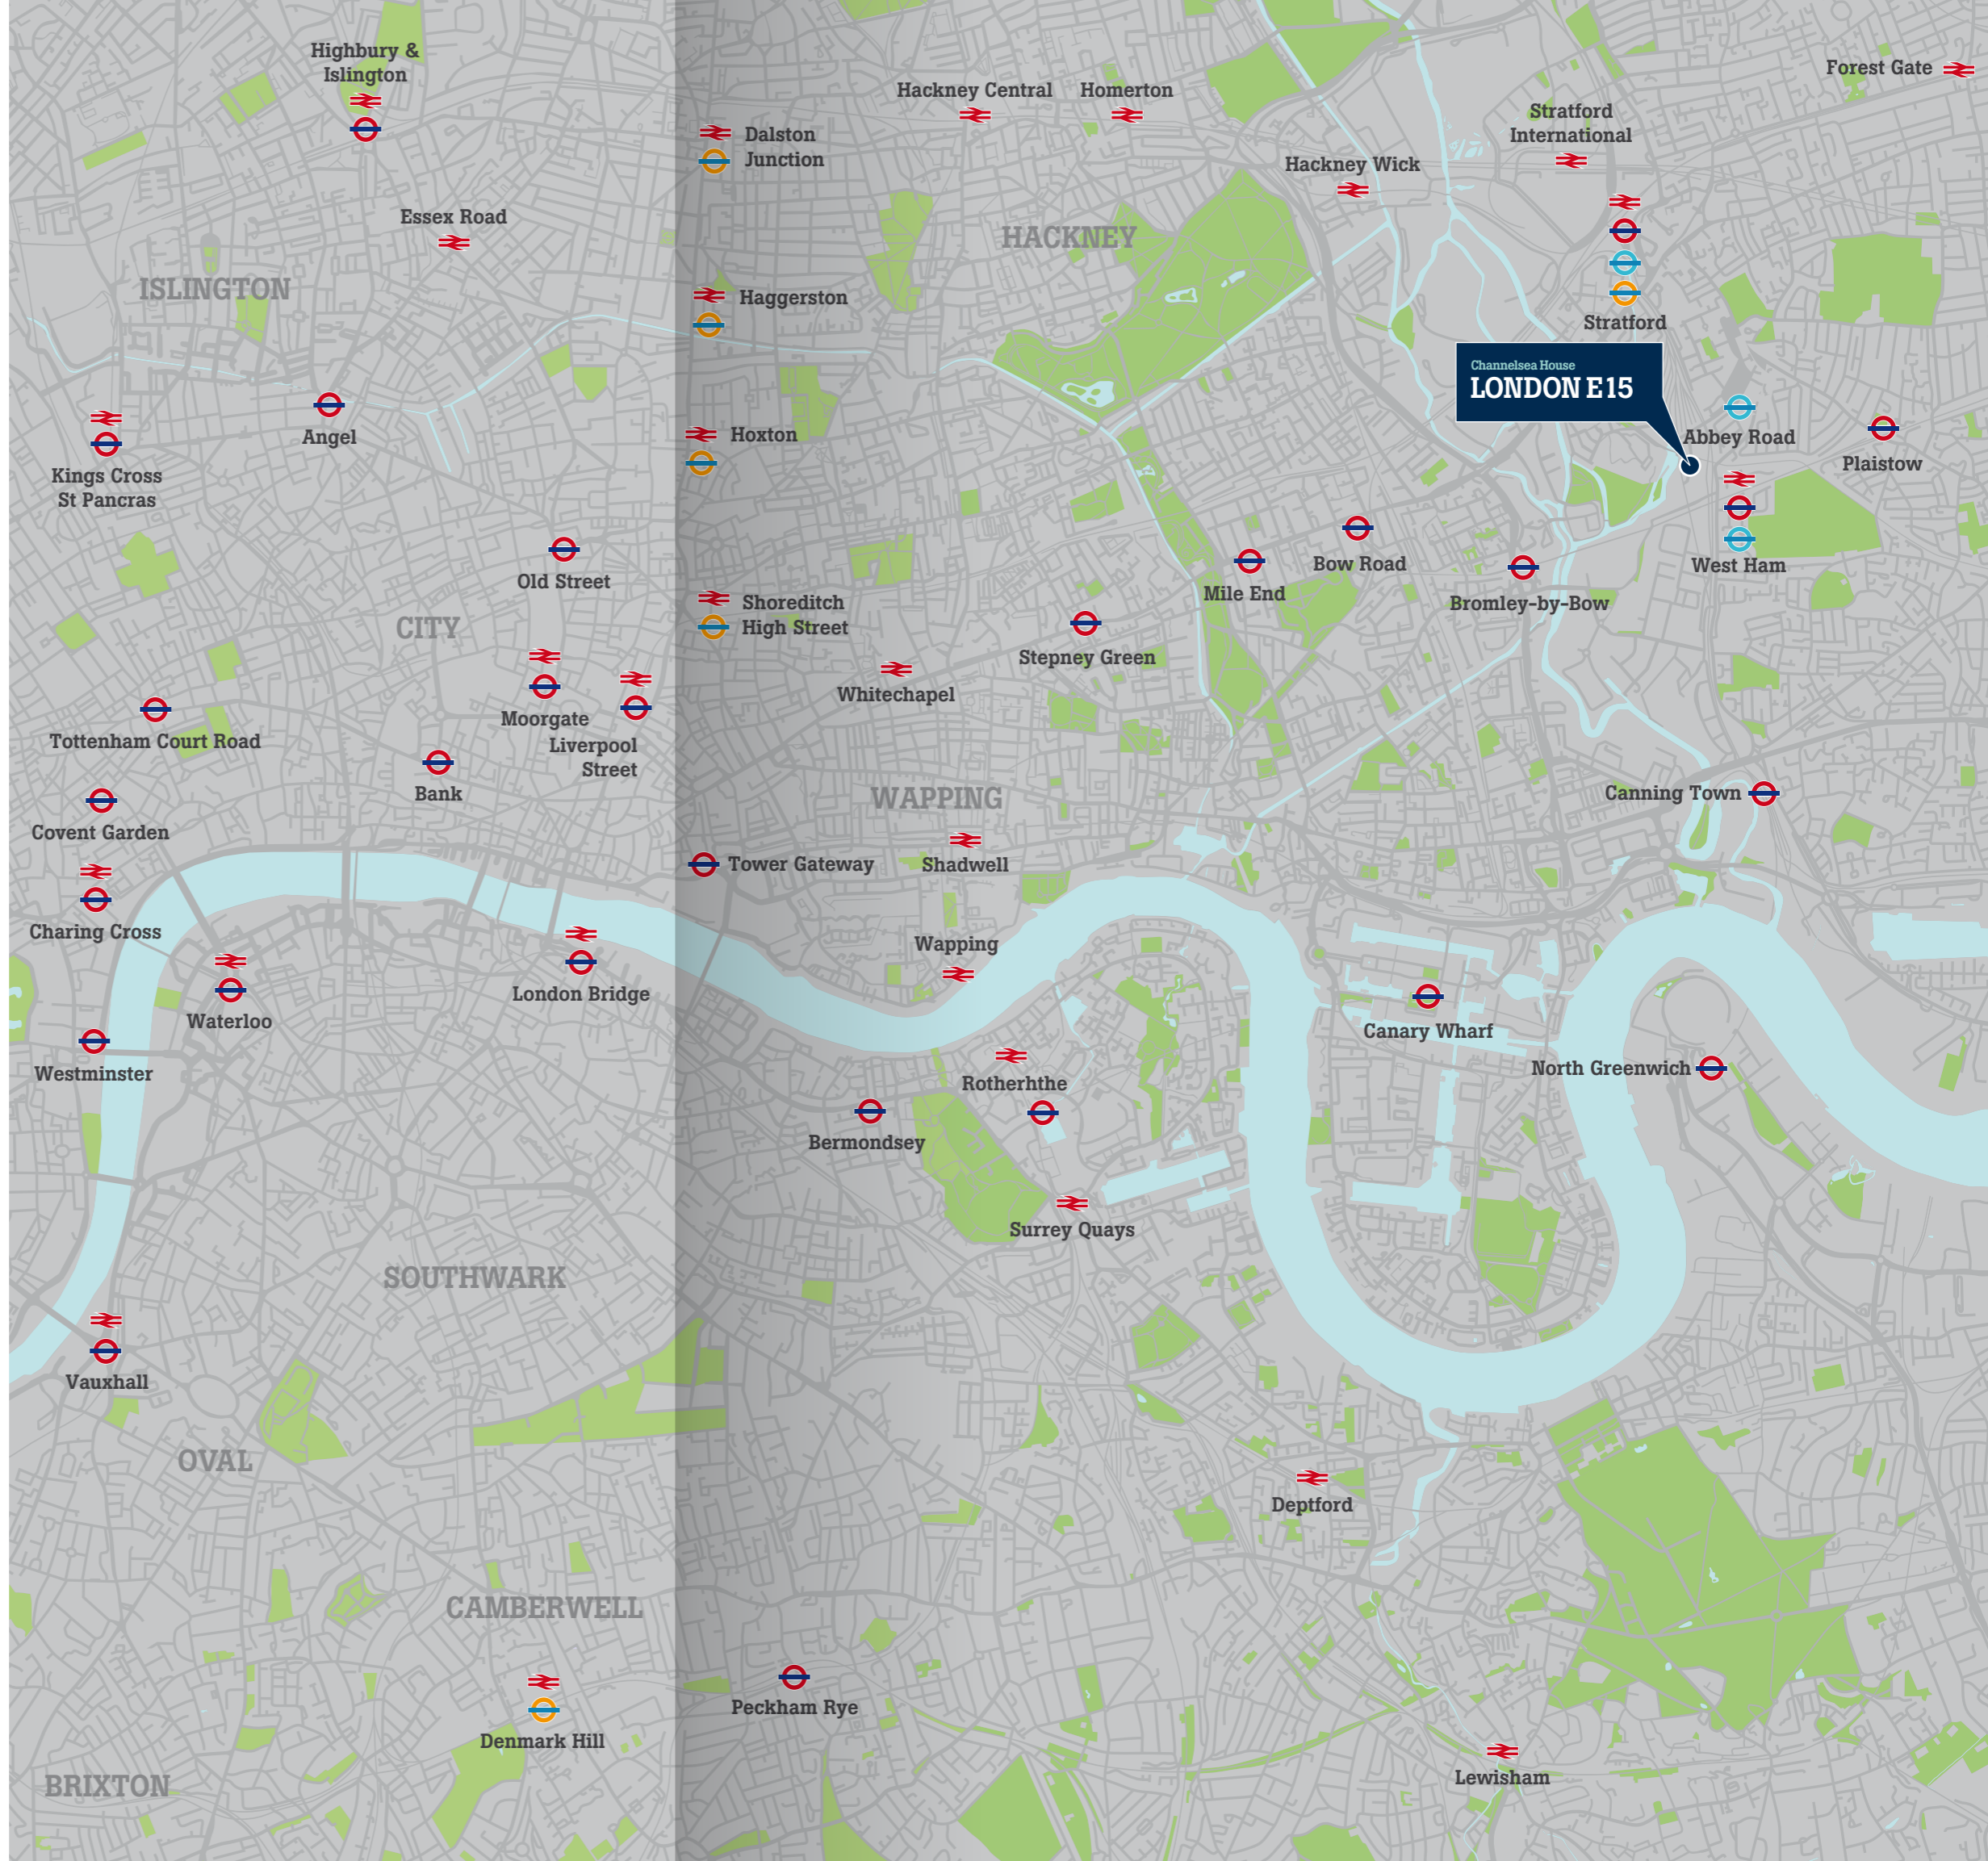 Highbury &
Islington
Hackney Central
Homerton
Forest Gate
Stratford
International
Dalston
Junction
Hackney Wick
Essex Road
HACKNEY
ISLINGTON
Haggerston
Stratford
Channelsea House
LONDON E15
Angel
Hoxton
Abbey Road
Plaistow
Kings Cross
St Pancras
Old Street
Mile End
Bow Road
West Ham
Bromley-by-Bow
Shoreditch
High Street
CITY
Stepney Green
Whitechapel
Moorgate
Tottenham Court Road
Liverpool
Street
Bank
WAPPING
Canning Town
Covent Garden
Tower Gateway
Shadwell
Charing Cross
Wapping
London Bridge
Waterloo
Canary Wharf
Westminster
North Greenwich
Rotherhthe
Bermondsey
Surrey Quays
SOUTHWARK
Vauxhall
OVAL
Deptford
CAMBERWELL
Peckham Rye
Denmark Hill
Lewisham
BRIXTON